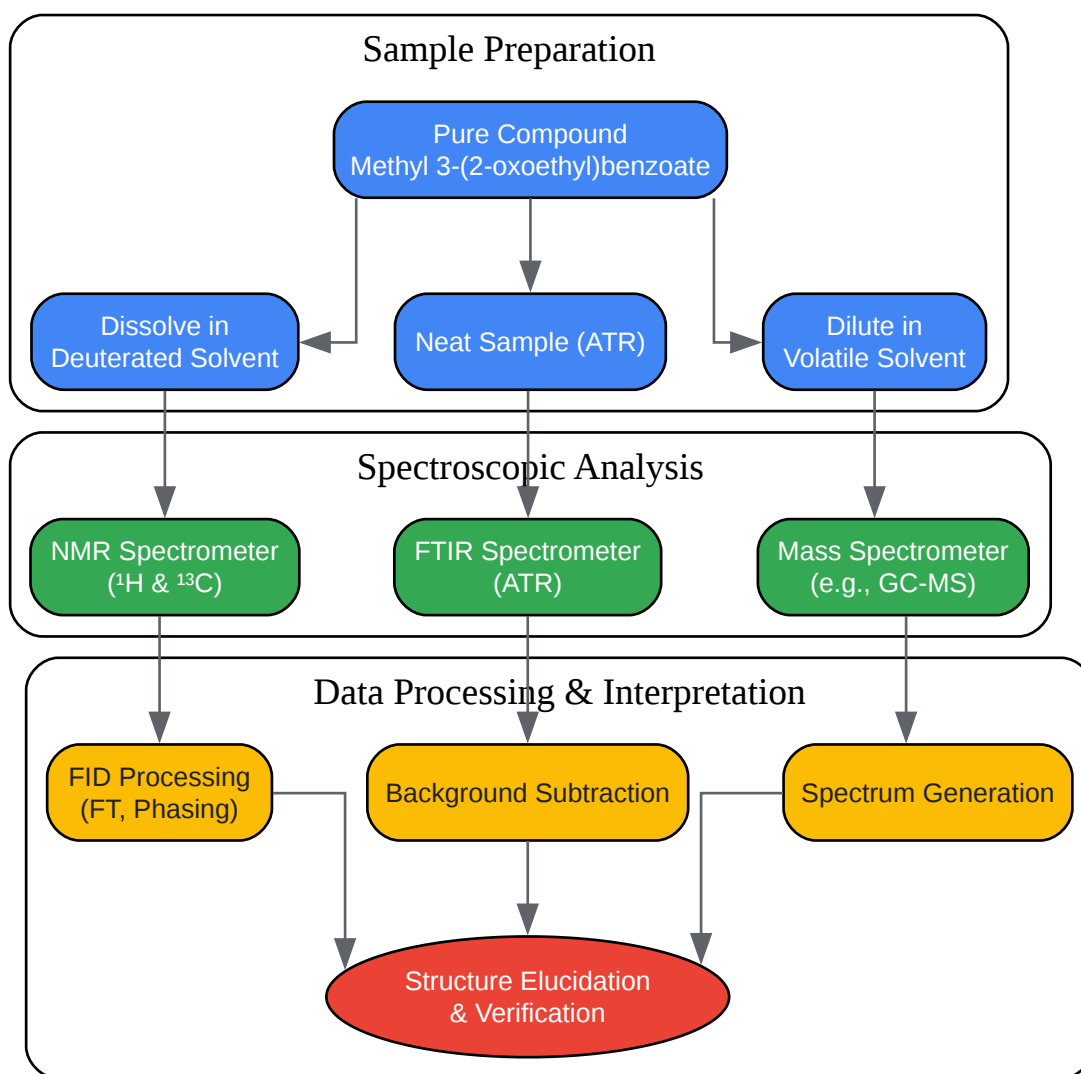 Sample Preparation
Pure Compound
Methyl 3-(2-oxoethyl)benzoate
Dissolve in
Deuterated Solvent
Neat Sample (ATR)
Dilute in
Volatile Solvent
Spectroscopic Analysis
NMR Spectrometer
(¹H & ¹³C)
FTIR Spectrometer
(ATR)
Mass Spectrometer
(e.g., GC-MS)
Data Processing & Interpretation
FID Processing
(FT, Phasing)
Background Subtraction
Spectrum Generation
Structure Elucidation
& Verification